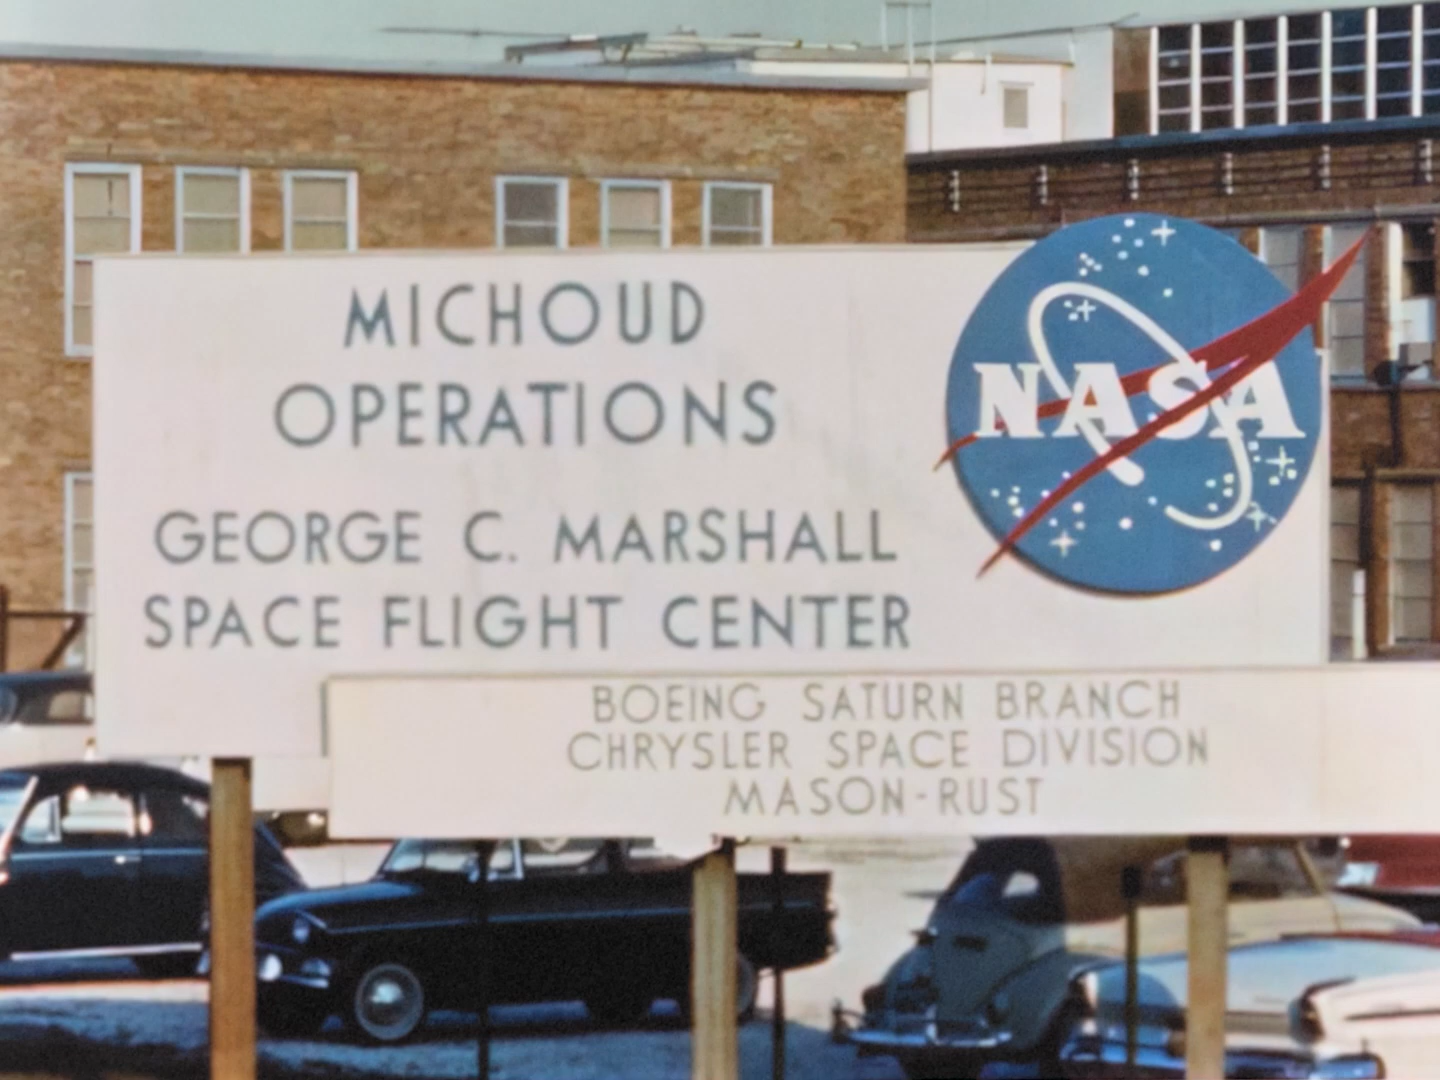 MICHOUD
OPERATIONS
GEORGE C. MARSHALL
SPACE FLIGHT CENTER
NASA
BOEING SATURN BRANCH
CHRYSLER SPACE DIVISION
MASON-RUST